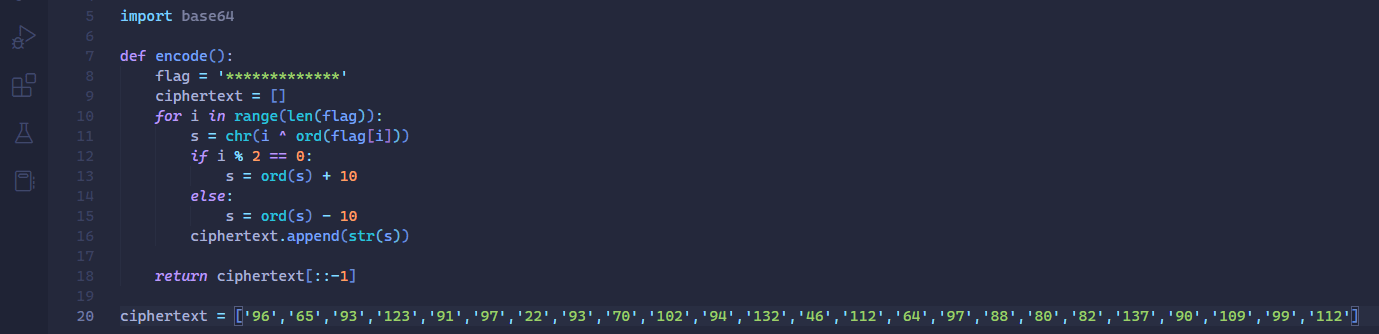 5 import base64
6
7 def encode():
8 flag = '*************'
9 ciphertext = []
10 for i in range(len(flag)):
11 s = chr(i ^ ord(flag[i]))
12 if i % 2 == 0:
13 s = ord(s) + 10
14 else:
15 s = ord(s) - 10
16 ciphertext.append(str(s))
17
18 return ciphertext[::-1]
19
20 ciphertext = ['96','65','93','123','91','97','22','93','70','102','94','132','46','112','64','97','88','80','82','137','90','109','99','112']